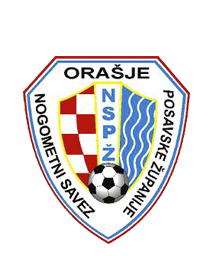 ORAŠJE
NOGOMETNI SAVEZ
POSAVSKE ŽUPANIJE
NSPŽ